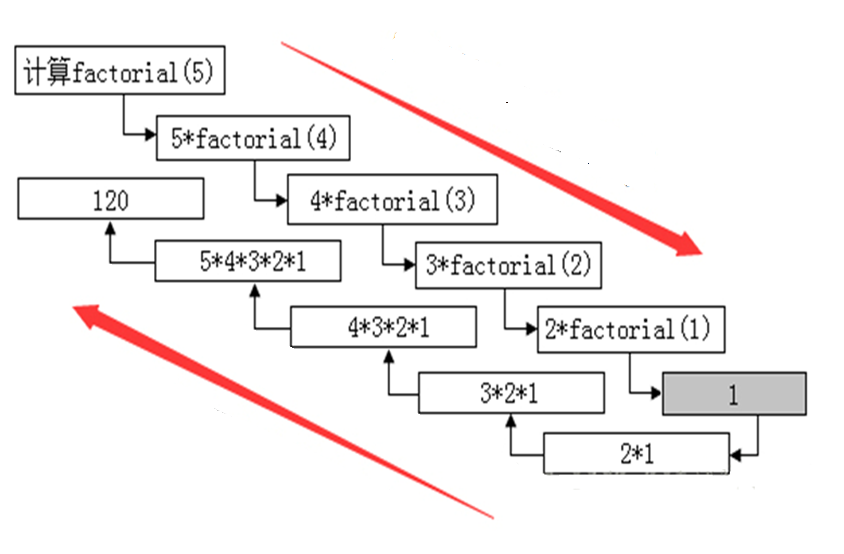 计算factorial(5)
5*factorial(4)
4*factorial(3)
3*factorial(2)
2*factorial(1)
1
2*1
3*2*1
4*3*2*1
5*4*3*2*1
120